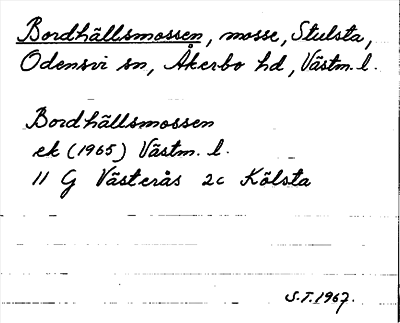 Bordhällsmossen, mosse, Stulsta,
Odensvi sn, Åkerbo hd, Västm. l.
Bordhällsmossen
ek (1965) Västm. l.
11 G Västerås 2c Kölsta
S.T. 1967.